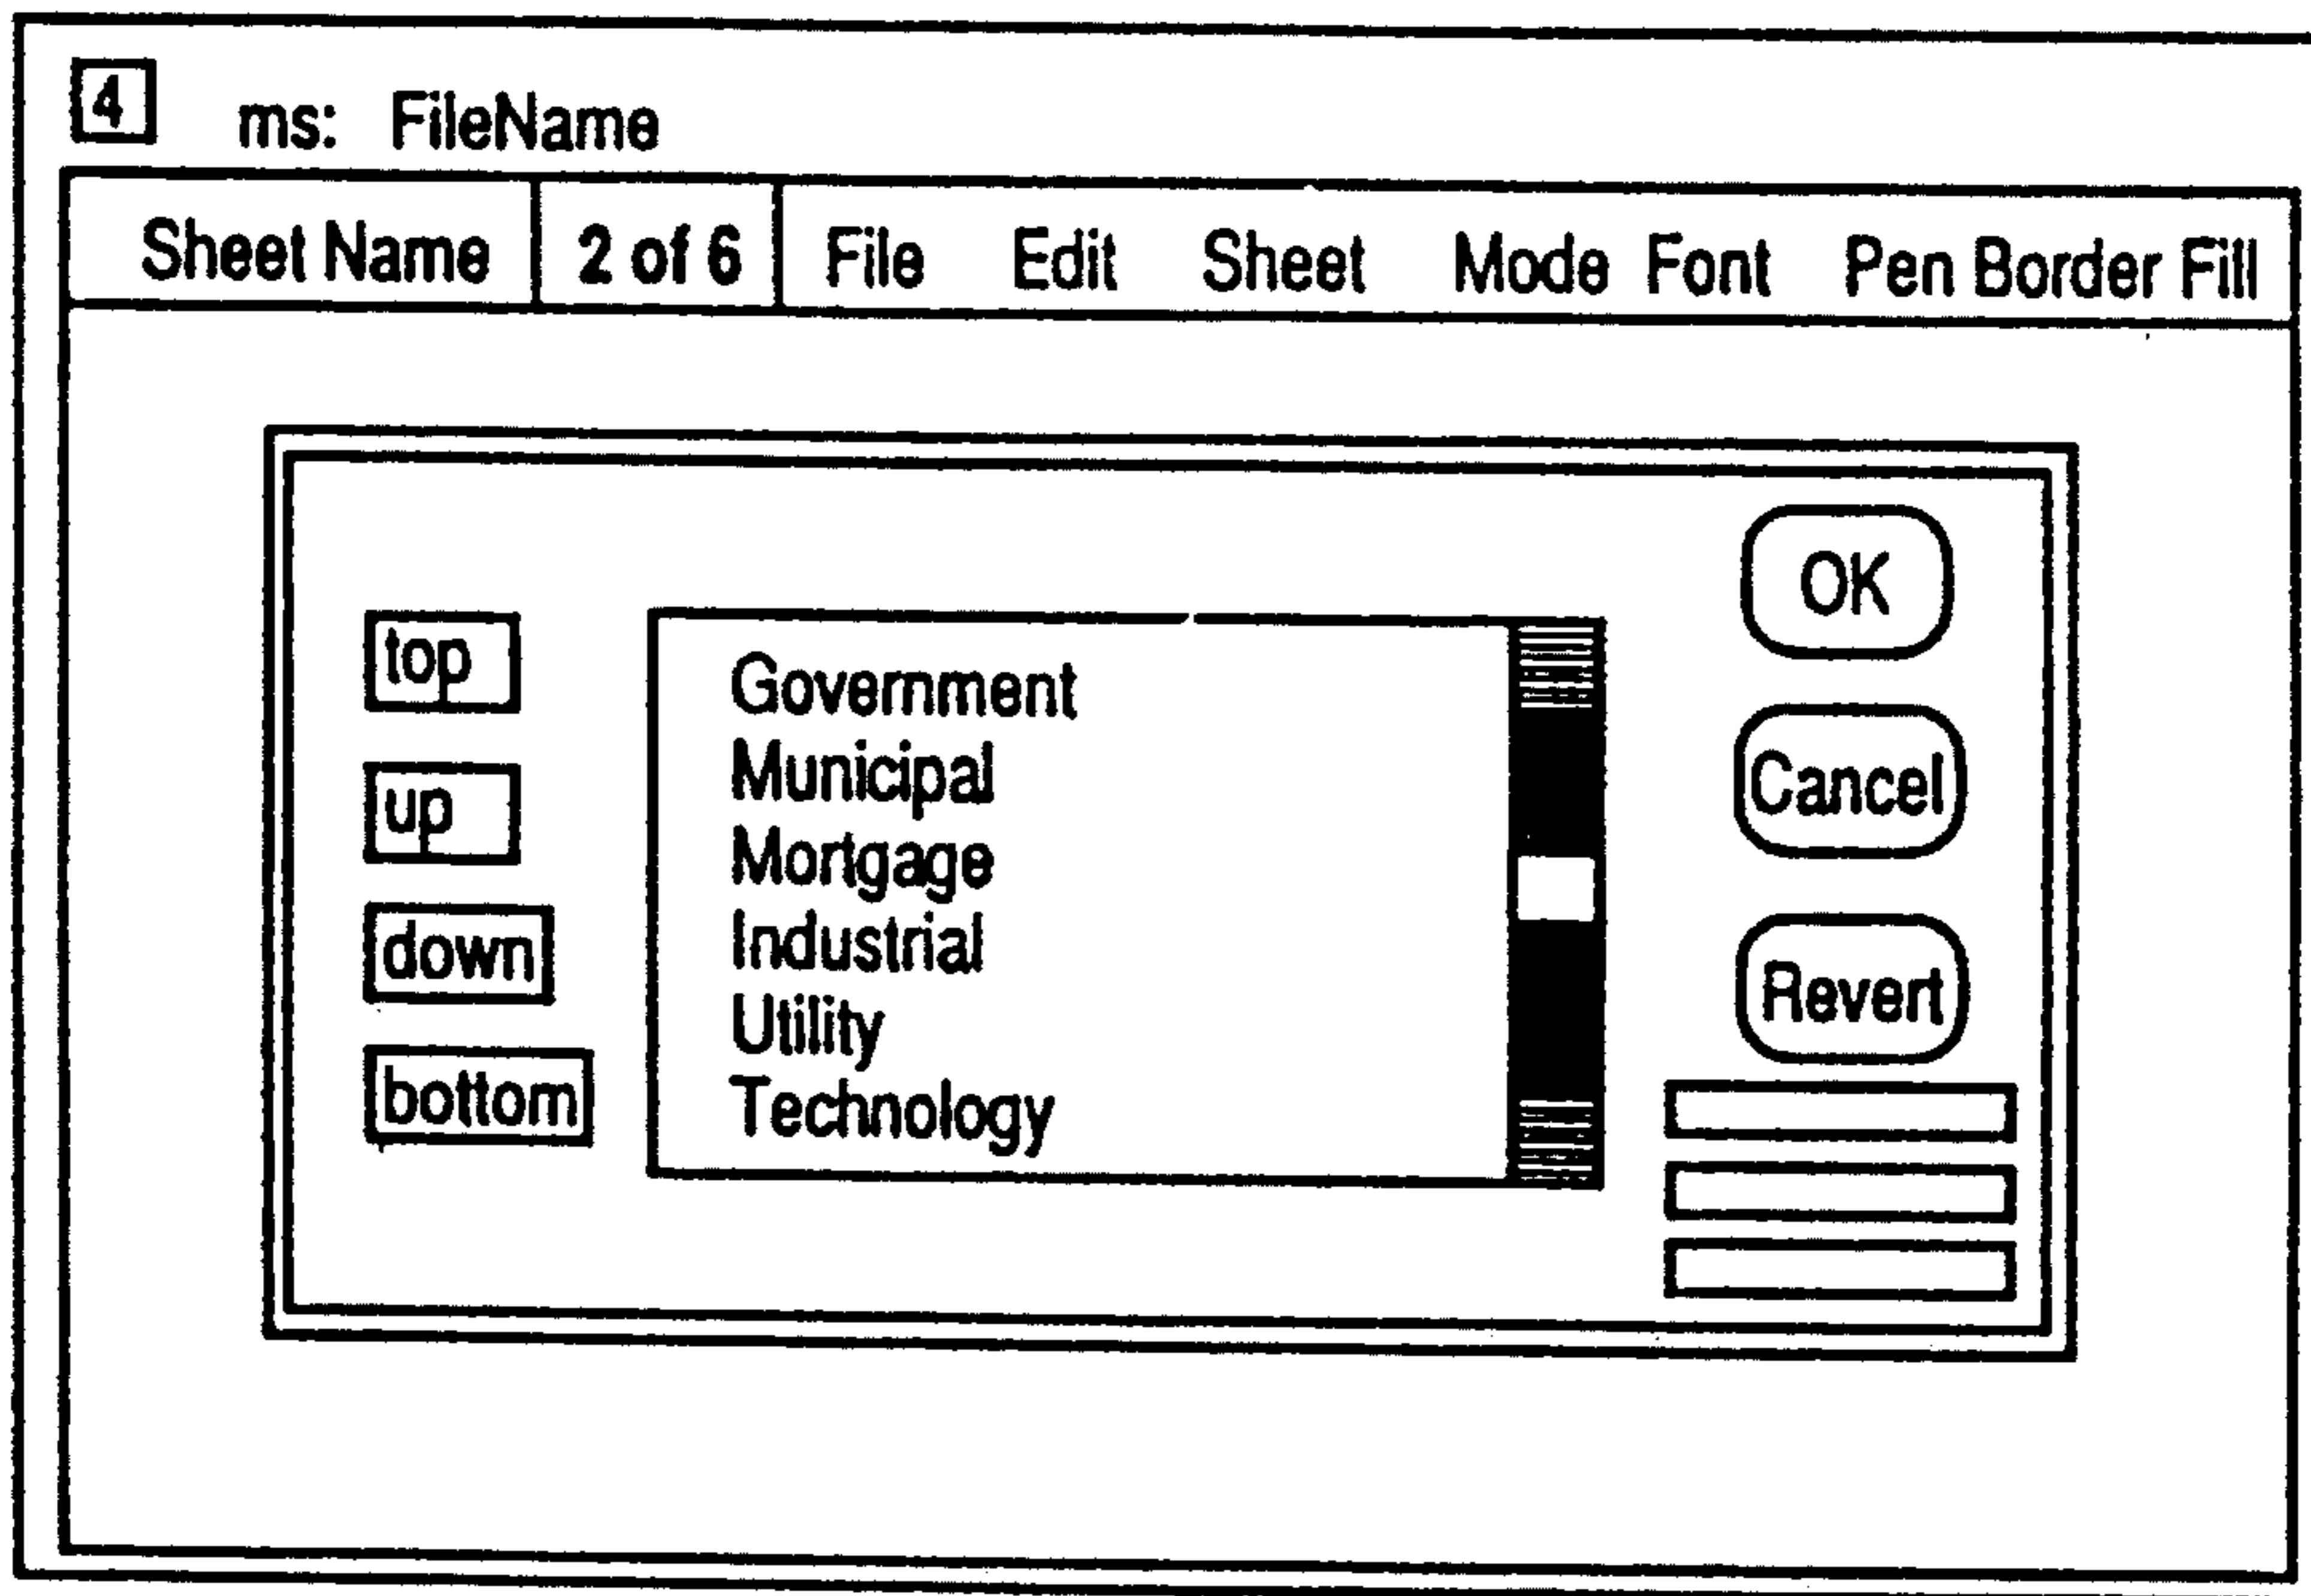 4 ms: FileName
Sheet Name 2 of 6 File Edit Sheet Mode Font Pen Border Fill
OK
top
Government
Municipal
Cancel
up
Mortgage
down
Industrial
Revert
Utility
bottom
Technology